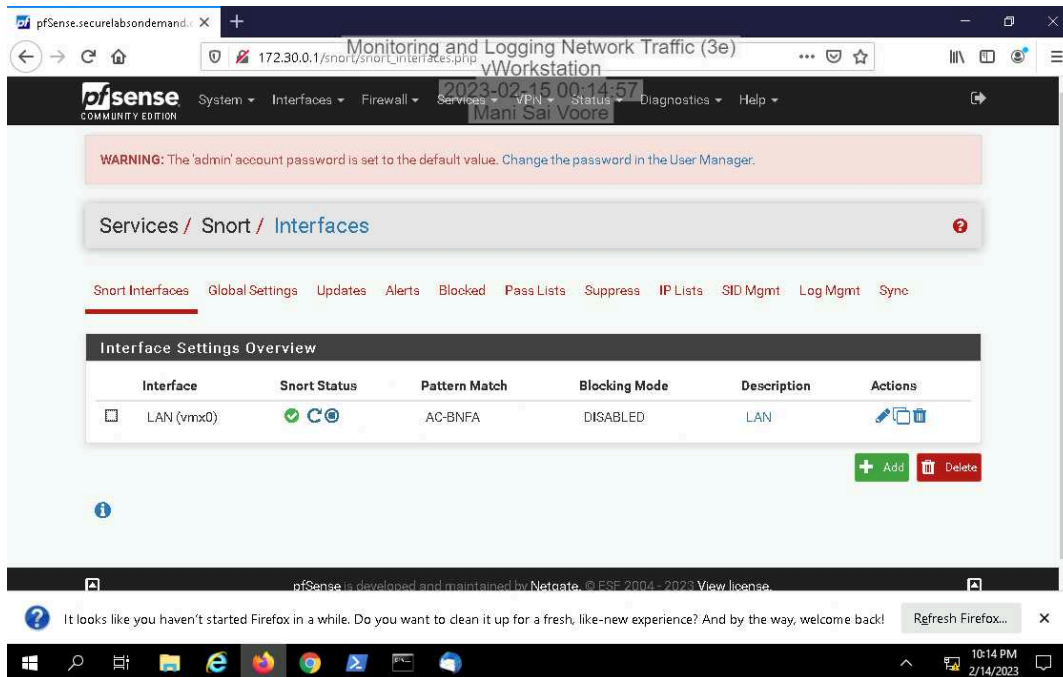 pfSense.securelabsondemand.c
172.30.0.1/snort/snort_interfaces.php
Monitoring and Logging Network Traffic (3e)
vWorkstation
2023-02-15 00:14:57
Mani Sai Voore
pfsense
COMMUNITY EDITION
System Interfaces Firewall Services VPN Status Diagnostics Help
WARNING: The 'admin' account password is set to the default value. Change the password in the User Manager.
Services / Snort / Interfaces
Snort Interfaces Global Settings Updates Alerts Blocked Pass Lists Suppress IP Lists SID Mgmt Log Mgmt Sync
Interface Settings Overview
Interface Snort Status Pattern Match Blocking Mode Description Actions
LAN (vmx0) AC-BNFA DISABLED LAN
Add Delete
pfSense is developed and maintained by Netgate. © ESF 2004 - 2023 View license.
It looks like you haven't started Firefox in a while. Do you want to clean it up for a fresh, like-new experience? And by the way, welcome back! Refresh Firefox...
10:14 PM
2/14/2023